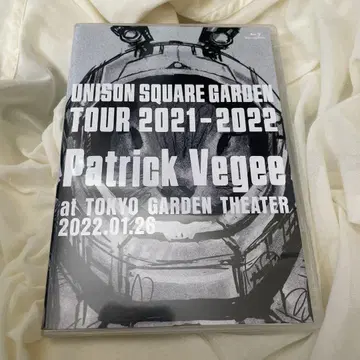 UNISON SQUARE GARDEN
TOUR 2021-2022
Patrick Vegee
at TOKYO GARDEN THEATER
2022.01.26